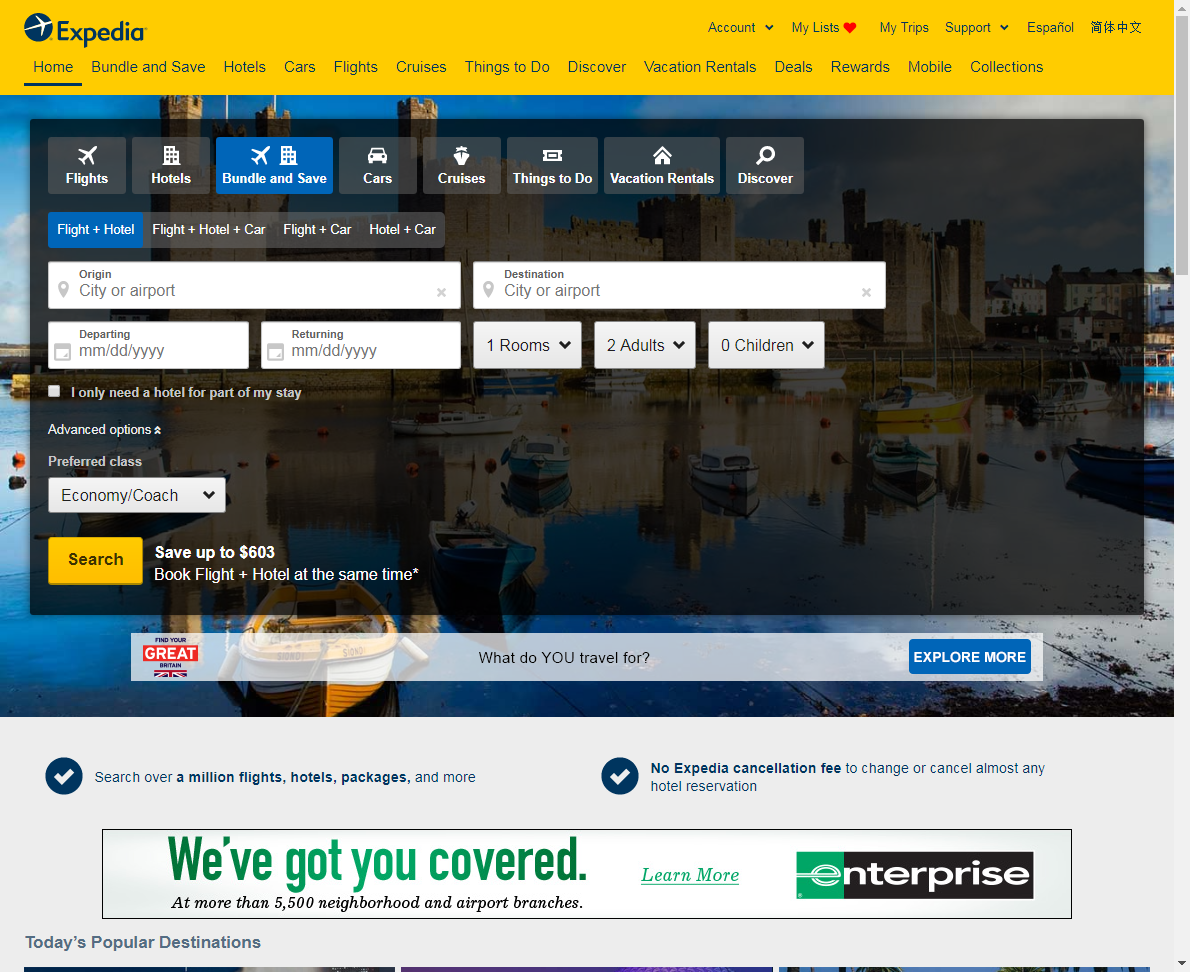 Expedia
Account
My Lists
My Trips
Support
Español
简体中文
Home
Bundle and Save
Hotels
Cars
Flights
Cruises
Things to Do
Discover
Vacation Rentals
Deals
Rewards
Mobile
Collections
Flights
Hotels
Bundle and Save
Cars
Cruises
Things to Do
Vacation Rentals
Discover
Flight + Hotel
Flight + Hotel + Car
Flight + Car
Hotel + Car
Origin
City or airport
Destination
City or airport
Departing
mm/dd/yyyy
Returning
mm/dd/yyyy
1 Rooms
2 Adults
0 Children
I only need a hotel for part of my stay
Advanced options
Preferred class
Economy/Coach
Search
Save up to $603
Book Flight + Hotel at the same time*
FIND YOUR
GREAT
BRITAIN
What do YOU travel for?
EXPLORE MORE
Search over a million flights, hotels, packages, and more
No Expedia cancellation fee to change or cancel almost any
hotel reservation
We've got you covered.
At more than 5,500 neighborhood and airport branches.
Learn More
enterprise
Today's Popular Destinations